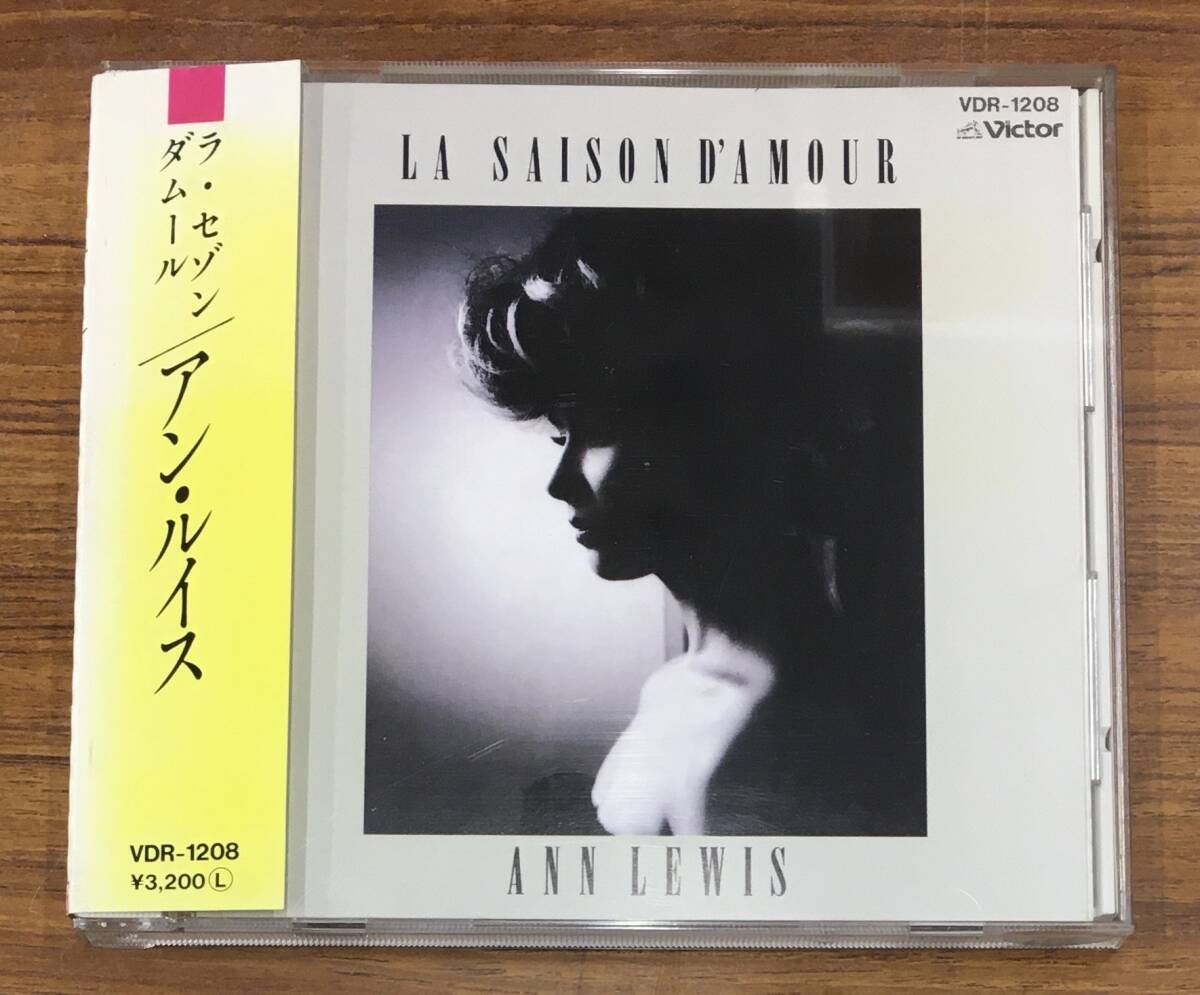 ラ・セゾン
ダムール
/アン・ルイス
VDR-1208
¥3,200 Ⓛ
VDR-1208
Victor
LA SAISON D'AMOUR
ANN LEWIS